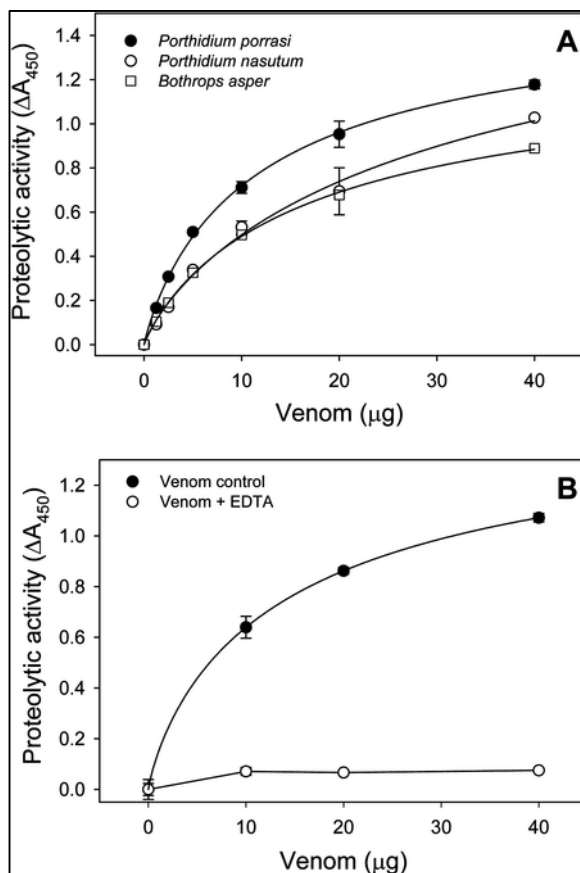 A
● Porthidium porrasi
○ Porthidium nasutum
□ Bothrops asper
Proteolytic activity (ΔA450)
1.4
1.2
1.0
0.8
0.6
0.4
0.2
0.0
0 10 20 30 40
Venom (μg)
B
● Venom control
○ Venom + EDTA
Proteolytic activity (ΔA450)
1.2
1.0
0.8
0.6
0.4
0.2
0.0
0 10 20 30 40
Venom (μg)